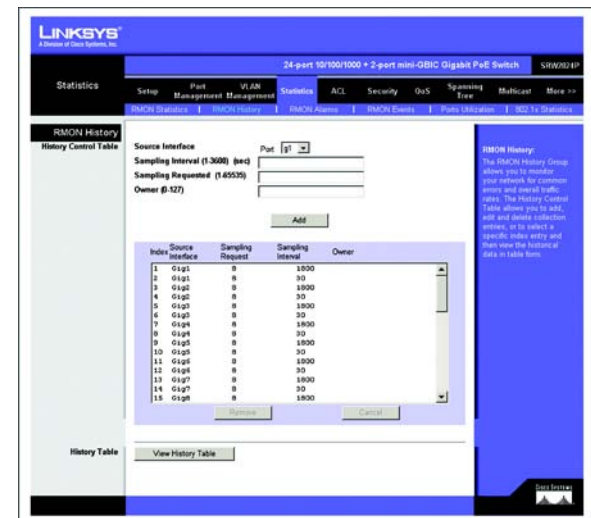 LINKSYS®
A Division of Cisco Systems, Inc.
24-port 10/100/1000 + 2-port mini-GBIC Gigabit PoE Switch SRW2024P
Statistics
Setup Port Management VLAN Management Statistics ACL Security QoS Spanning Tree Multicast More >>
RMON Statistics | RMON History | RMON Alarms | RMON Events | Ports Utilization | 802.1x Statistics
RMON History
History Control Table
Source Interface Port g1
Sampling Interval (1-3600) (sec)
Sampling Requested (1-65535)
Owner (0-127)
Add
Index Source Interface Sampling Request Sampling Interval Owner
1 Gig1 8 1800
2 Gig1 8 30
3 Gig2 8 1800
4 Gig2 8 30
5 Gig3 8 1800
6 Gig3 8 30
7 Gig4 8 1800
8 Gig4 8 30
9 Gig5 8 1800
10 Gig5 8 30
11 Gig6 8 1800
12 Gig6 8 30
13 Gig7 8 1800
14 Gig7 8 30
15 Gig8 8 1800
Remove Cancel
History Table
View History Table
RMON History:
The RMON History Group
allows you to monitor
your network for common
errors and overall traffic
rates. The History Control
Table allows you to add,
edit and delete collection
entries, or to select a
specific index entry and
then view the historical
data in table form.
Cisco Systems